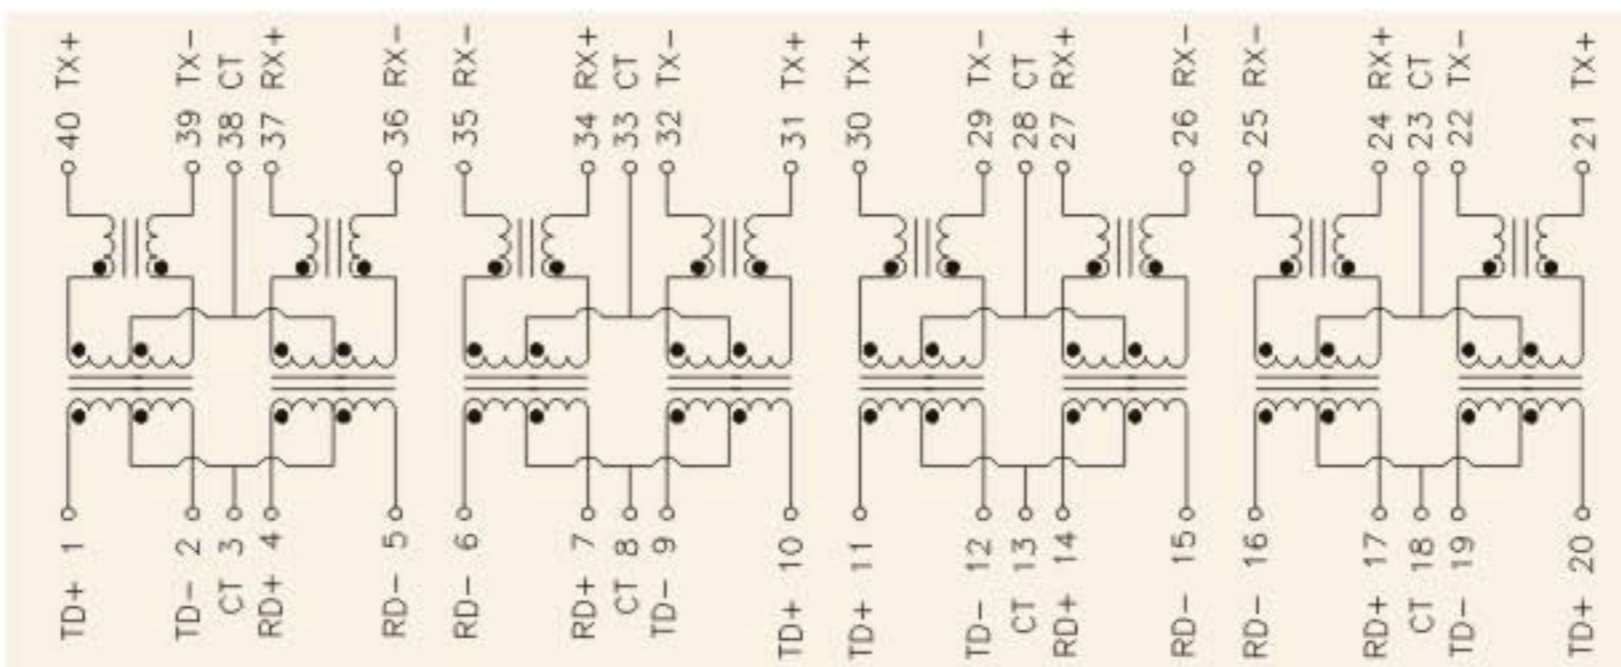 40 TX+
39 TX-
38 CT
37 RX+
36 RX-
35 RX-
34 RX+
33 CT
32 TX-
31 TX+
30 TX+
29 TX-
28 CT
27 RX+
26 RX-
25 RX-
24 RX+
23 CT
22 TX-
21 TX+
TD+ 1
TD- 2
CT 3
RD+ 4
RD- 5
RD- 6
RD+ 7
CT 8
TD- 9
TD+ 10
TD+ 11
TD- 12
CT 13
RD+ 14
RD- 15
RD- 16
RD+ 17
CT 18
TD- 19
TD+ 20